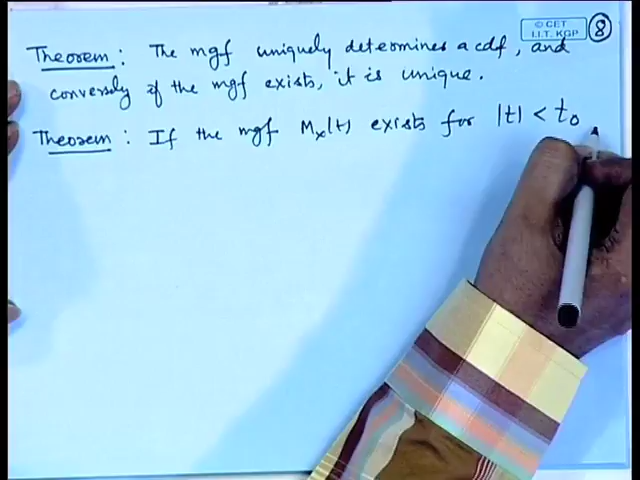 © CET
I.I.T. KGP
8
Theorem : The mgf uniquely determines a cdf, and
conversely if the mgf exists, it is unique.
Theorem : If the mgf Mx(t) exists for |t| < t₀